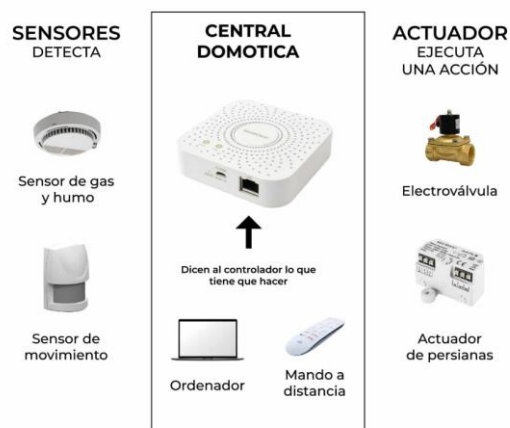 SENSORES
DETECTA
Sensor de gas
y humo
Sensor de
movimiento
CENTRAL
DOMOTICA
Dicen al controlador lo que
tiene que hacer
Ordenador
Mando a
distancia
ACTUADOR
EJECUTA
UNA ACCIÓN
Electroválvula
Actuador
de persianas